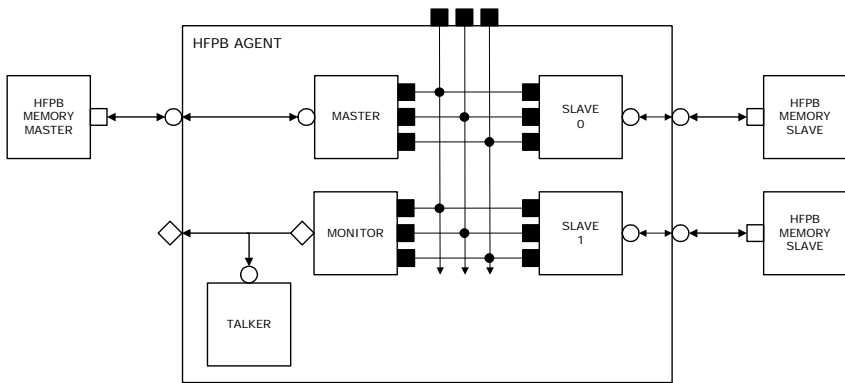 HFPB AGENT
HFPB
MEMORY
MASTER
MASTER
SLAVE
0
HFPB
MEMORY
SLAVE
MONITOR
SLAVE
1
HFPB
MEMORY
SLAVE
TALKER